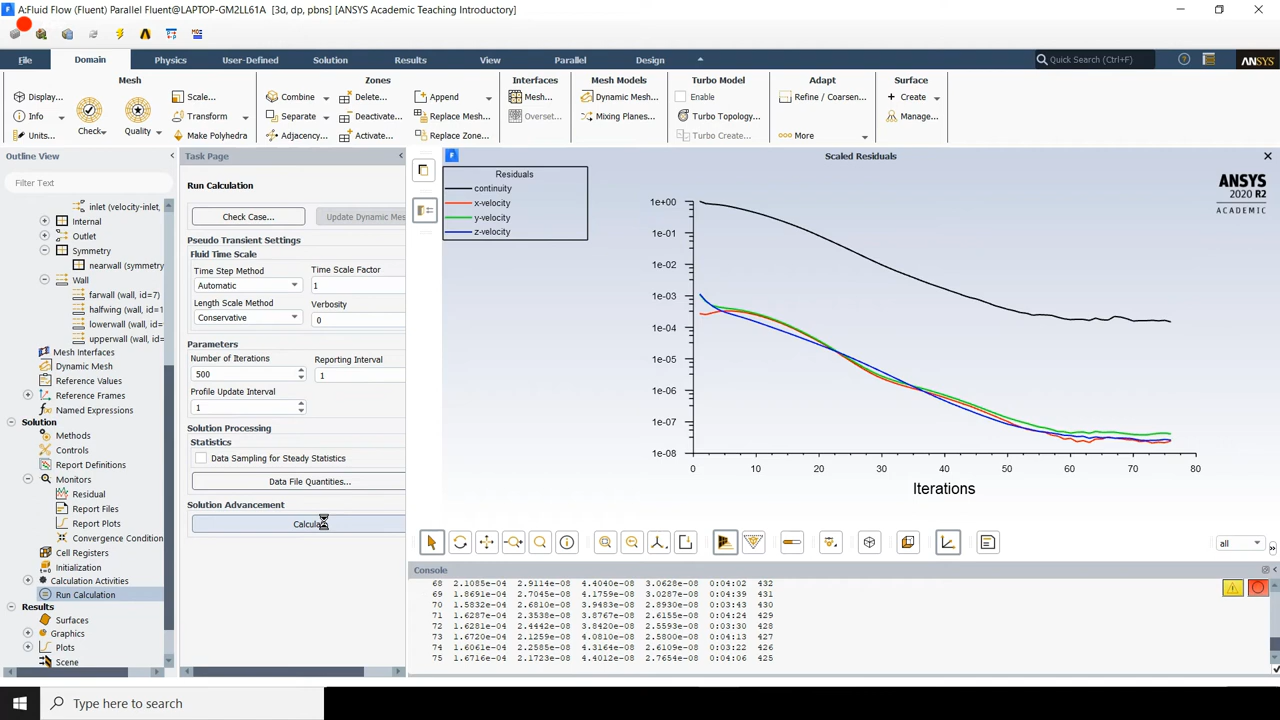 A:Fluid Flow (Fluent) Parallel Fluent@LAPTOP-GM2LL61A [3d, dp, pbns] [ANSYS Academic Teaching Introductory]
File Domain Physics User-Defined Solution Results View Parallel Design Quick Search (Ctrl+F) ANSYS
Mesh Zones Interfaces Mesh Models Turbo Model Adapt Surface
Display... Scale... Combine Delete... Append Mesh... Dynamic Mesh... Enable Refine / Coarsen... Create
Info Check Quality Transform Separate Deactivate... Replace Mesh... Overset... Mixing Planes... Turbo Topology... Manage...
Units... Make Polyhedra Adjacency... Activate... Replace Zone... Turbo Create... More
Outline View
Filter Text
inlet (velocity-inlet,
Internal
Outlet
Symmetry
nearwall (symmetry
Wall
farwall (wall, id=7)
halfwing (wall, id=1
lowerwall (wall, id=
upperwall (wall, id=
Mesh Interfaces
Dynamic Mesh
Reference Values
Reference Frames
Named Expressions
Solution
Methods
Controls
Report Definitions
Monitors
Residual
Report Files
Report Plots
Convergence Condition
Cell Registers
Initialization
Calculation Activities
Run Calculation
Results
Surfaces
Graphics
Plots
Scene
Task Page
Run Calculation
Check Case... Update Dynamic Mes
Pseudo Transient Settings
Fluid Time Scale
Time Step Method Time Scale Factor
Automatic 1
Length Scale Method Verbosity
Conservative 0
Parameters
Number of Iterations Reporting Interval
500 1
Profile Update Interval
1
Solution Processing
Statistics
Data Sampling for Steady Statistics
Data File Quantities...
Solution Advancement
Scaled Residuals
Residuals
continuity
x-velocity
y-velocity
z-velocity
ANSYS
2020 R2
ACADEMIC
1e+00
1e-01
1e-02
1e-03
1e-04
1e-05
1e-06
1e-07
1e-08
0 10 20 30 40 50 60 70 80
Iterations
all
Console
68 2.1085e-04 2.9114e-08 4.4040e-08 3.0628e-08 0:04:02 432
69 1.8691e-04 2.7045e-08 4.1759e-08 3.0287e-08 0:04:39 431
70 1.5832e-04 2.6810e-08 3.9483e-08 2.8930e-08 0:03:43 430
71 1.6287e-04 2.3538e-08 3.8767e-08 2.6155e-08 0:04:24 429
72 1.6281e-04 2.4442e-08 3.8420e-08 2.5593e-08 0:03:30 428
73 1.6720e-04 2.1259e-08 4.0810e-08 2.5800e-08 0:04:13 427
74 1.6061e-04 2.2585e-08 4.3164e-08 2.6109e-08 0:03:22 426
75 1.6716e-04 2.1723e-08 4.4012e-08 2.7654e-08 0:04:06 425
Type here to search